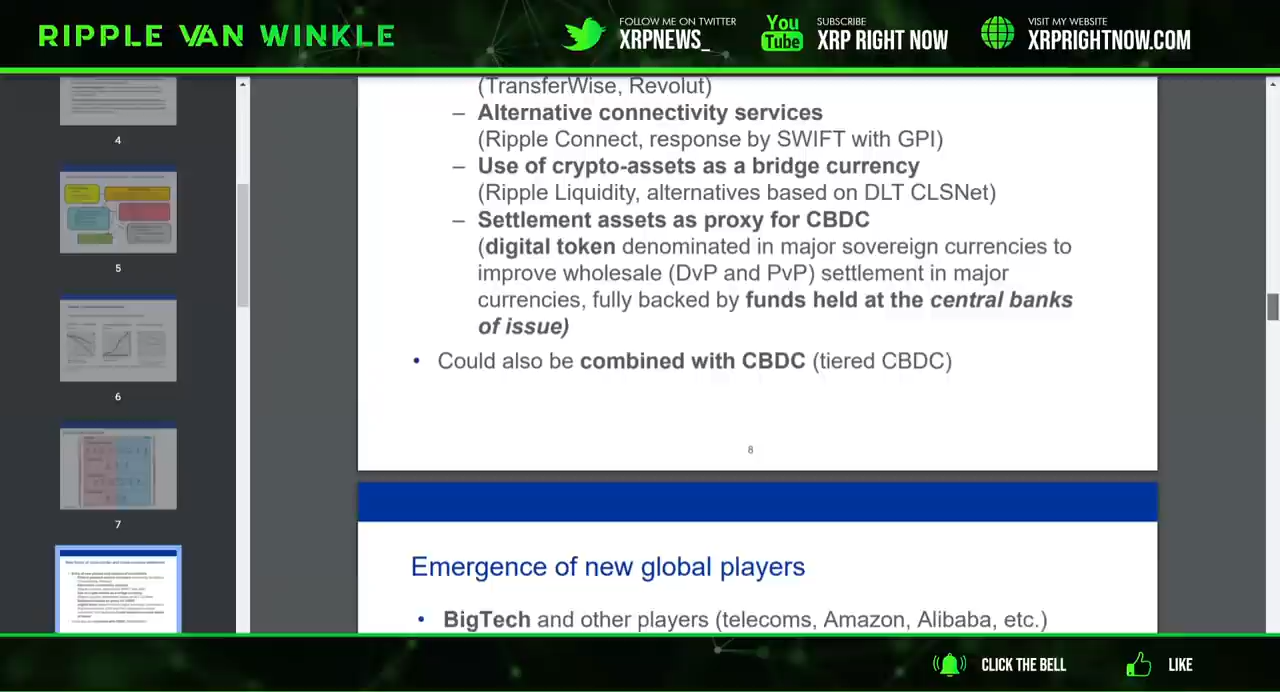 RIPPLE VAN WINKLE
FOLLOW ME ON TWITTER
XRPNEWS_
You
Tube
SUBSCRIBE
XRP RIGHT NOW
VISIT MY WEBSITE
XRPRIGHTNOW.COM
4
5
6
7
(TransferWise, Revolut)
– Alternative connectivity services
(Ripple Connect, response by SWIFT with GPI)
– Use of crypto-assets as a bridge currency
(Ripple Liquidity, alternatives based on DLT CLSNet)
– Settlement assets as proxy for CBDC
(digital token denominated in major sovereign currencies to
improve wholesale (DvP and PvP) settlement in major
currencies, fully backed by funds held at the central banks
of issue)
• Could also be combined with CBDC (tiered CBDC)
8
Emergence of new global players
• BigTech and other players (telecoms, Amazon, Alibaba, etc.)
CLICK THE BELL
LIKE